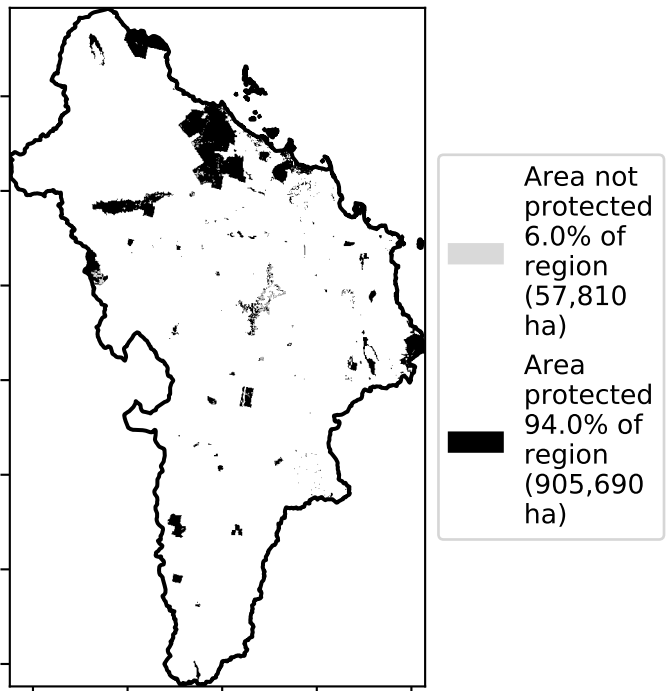 Area not
protected
6.0% of
region
(57,810
ha)
Area
protected
94.0% of
region
(905,690
ha)